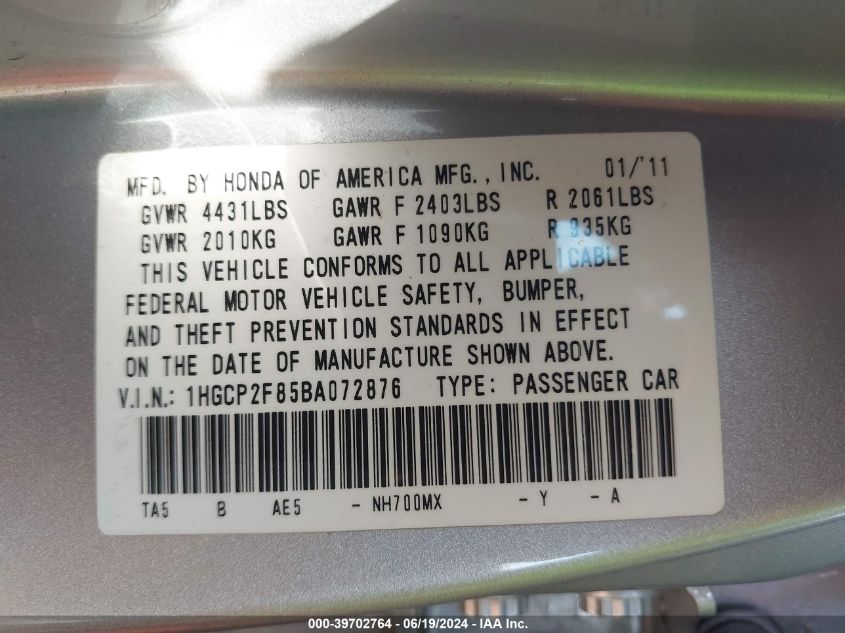 MFD. BY HONDA OF AMERICA MFG., INC. 01/'11
GVWR 4431LBS GAWR F 2403LBS R 2061LBS
GVWR 2010KG GAWR F 1090KG R 935KG
THIS VEHICLE CONFORMS TO ALL APPLICABLE
FEDERAL MOTOR VEHICLE SAFETY, BUMPER,
AND THEFT PREVENTION STANDARDS IN EFFECT
ON THE DATE OF MANUFACTURE SHOWN ABOVE.
V.I.N.: 1HGCP2F85BA072876 TYPE: PASSENGER CAR
TA5 B AE5 - NH700MX - Y - A
000-39702764 - 06/19/2024 - IAA Inc.